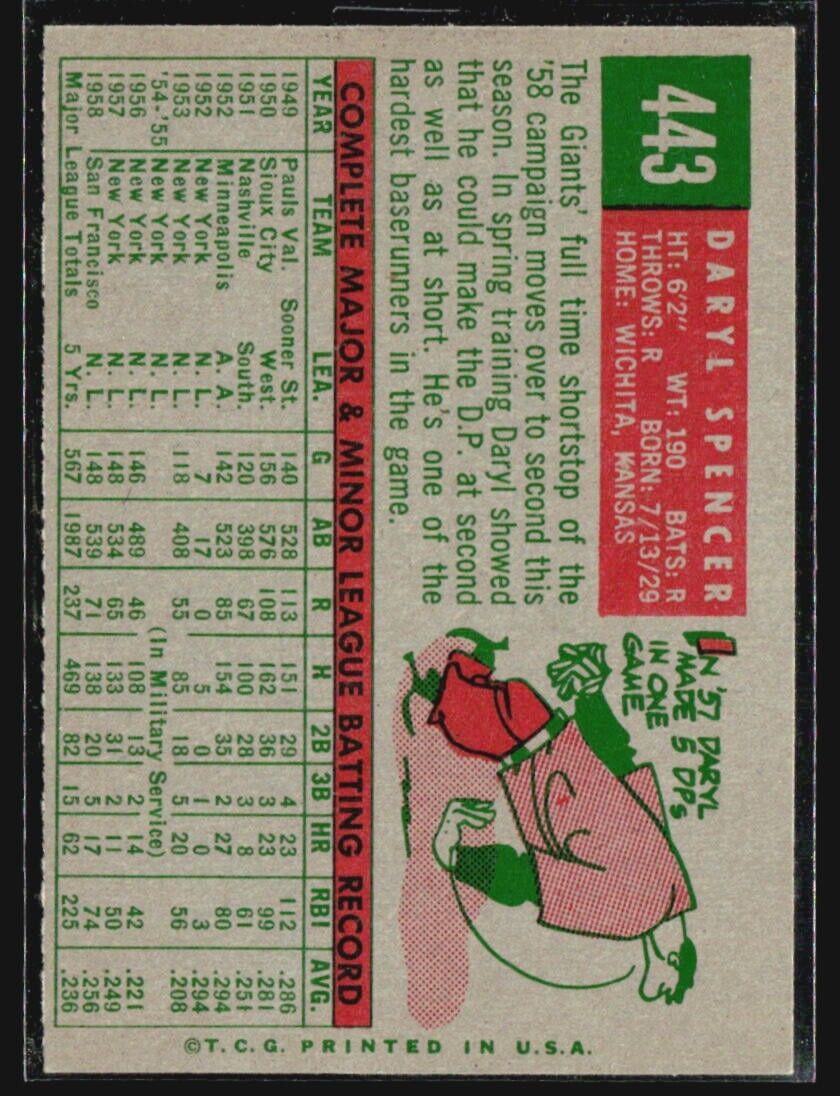 443
DARYL SPENCER
HT: 6'2" WT: 190 BATS: R
THROWS: R BORN: 7/13/29
HOME: WICHITA, KANSAS
The Giants' full time shortstop of the
'58 campaign moves over to second this
season. In spring training Daryl showed
that he could make the D.P. at second
as well as at short. He's one of the
hardest baserunners in the game.
IN '57 DARYL
MADE 5 DPs
IN ONE
GAME
COMPLETE MAJOR & MINOR LEAGUE BATTING RECORD
YEAR TEAM LEA. G AB R H 2B 3B HR RBI AVG.
1949 Pauls Val. Sooner St. 140 528 113 151 29 4 23 112 .286
1950 Sioux City West. 156 576 108 162 36 3 23 99 .281
1951 Nashville South. 120 398 67 100 28 3 8 61 .251
1952 Minneapolis A. A. 142 523 85 154 35 2 27 80 .294
1952 New York N. L. 7 17 0 5 0 1 0 3 .294
1953 New York N. L. 118 408 55 85 18 5 20 56 .208
'54-'55 New York N. L. (In Military Service)
1956 New York N. L. 146 489 46 108 13 2 14 42 .221
1957 New York N. L. 148 534 65 133 31 2 11 50 .249
1958 San Francisco N. L. 148 539 71 138 20 5 17 74 .256
Major League Totals 5 Yrs. 567 1987 237 469 82 15 62 225 .236
©T. C. G. PRINTED IN U.S.A.